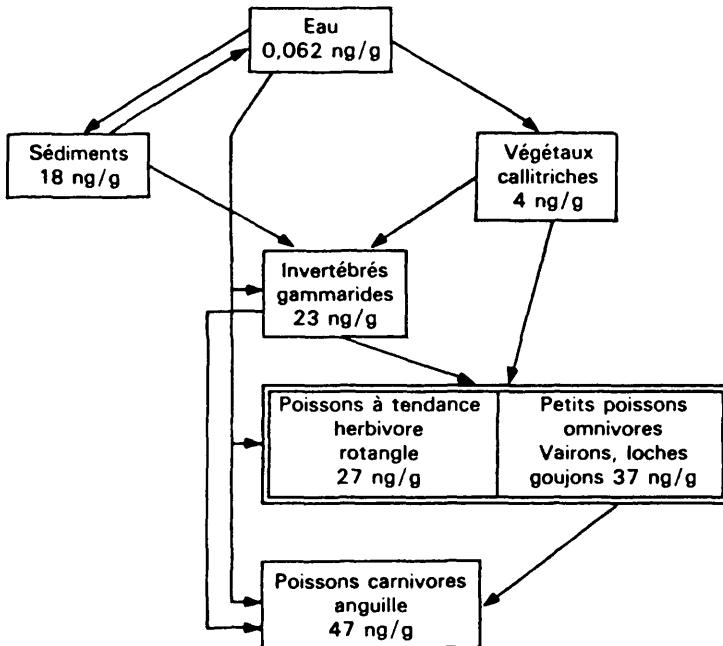 Eau
0,062 ng/g
Sédiments
18 ng/g
Végétaux
callitriches
4 ng/g
Invertébrés
gammarides
23 ng/g
Poissons à tendance
herbivore
rotangle
27 ng/g
Petits poissons
omnivores
Vairons, loches
goujons 37 ng/g
Poissons carnivores
anguille
47 ng/g